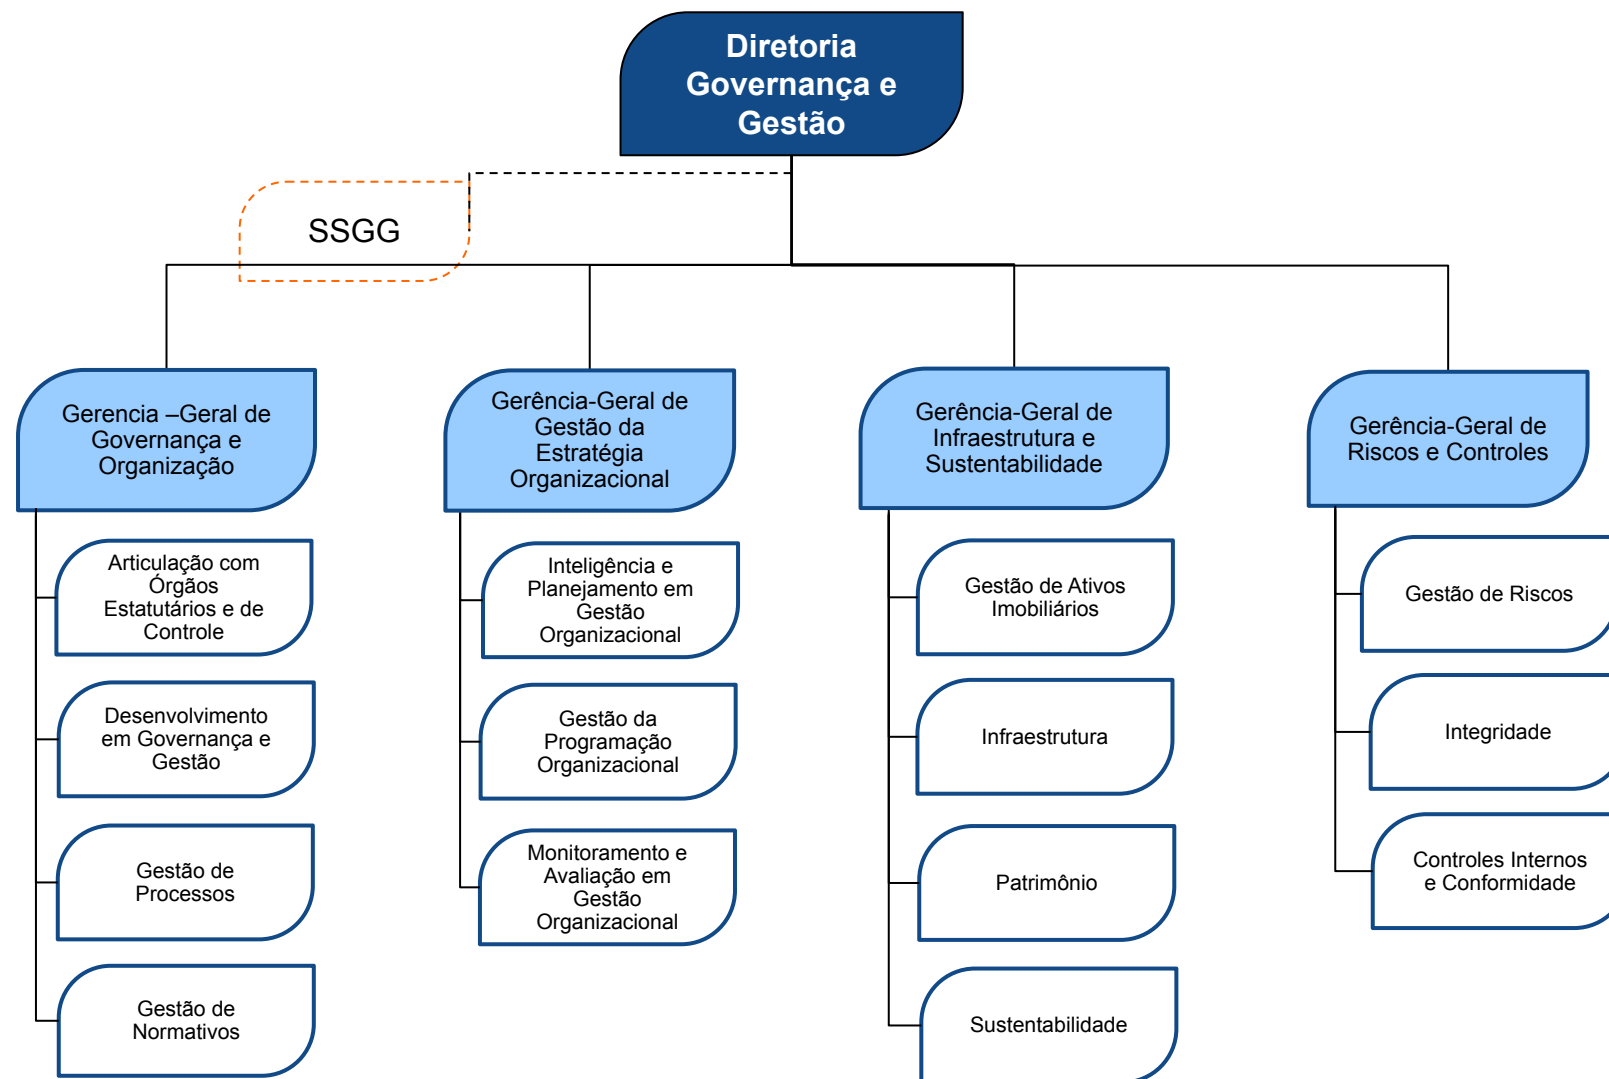 Diretoria
Governança e
Gestão
SSGG
Gerencia –Geral de
Governança e
Organização
Gerência-Geral de
Gestão da
Estratégia
Organizacional
Gerência-Geral de
Infraestrutura e
Sustentabilidade
Gerência-Geral de
Riscos e Controles
Articulação com
Órgãos
Estatutários e de
Controle
Desenvolvimento
em Governança e
Gestão
Gestão de
Processos
Gestão de
Normativos
Inteligência e
Planejamento em
Gestão
Organizacional
Gestão da
Programação
Organizacional
Monitoramento e
Avaliação em
Gestão
Organizacional
Gestão de Ativos
Imobiliários
Infraestrutura
Patrimônio
Sustentabilidade
Gestão de Riscos
Integridade
Controles Internos
e Conformidade